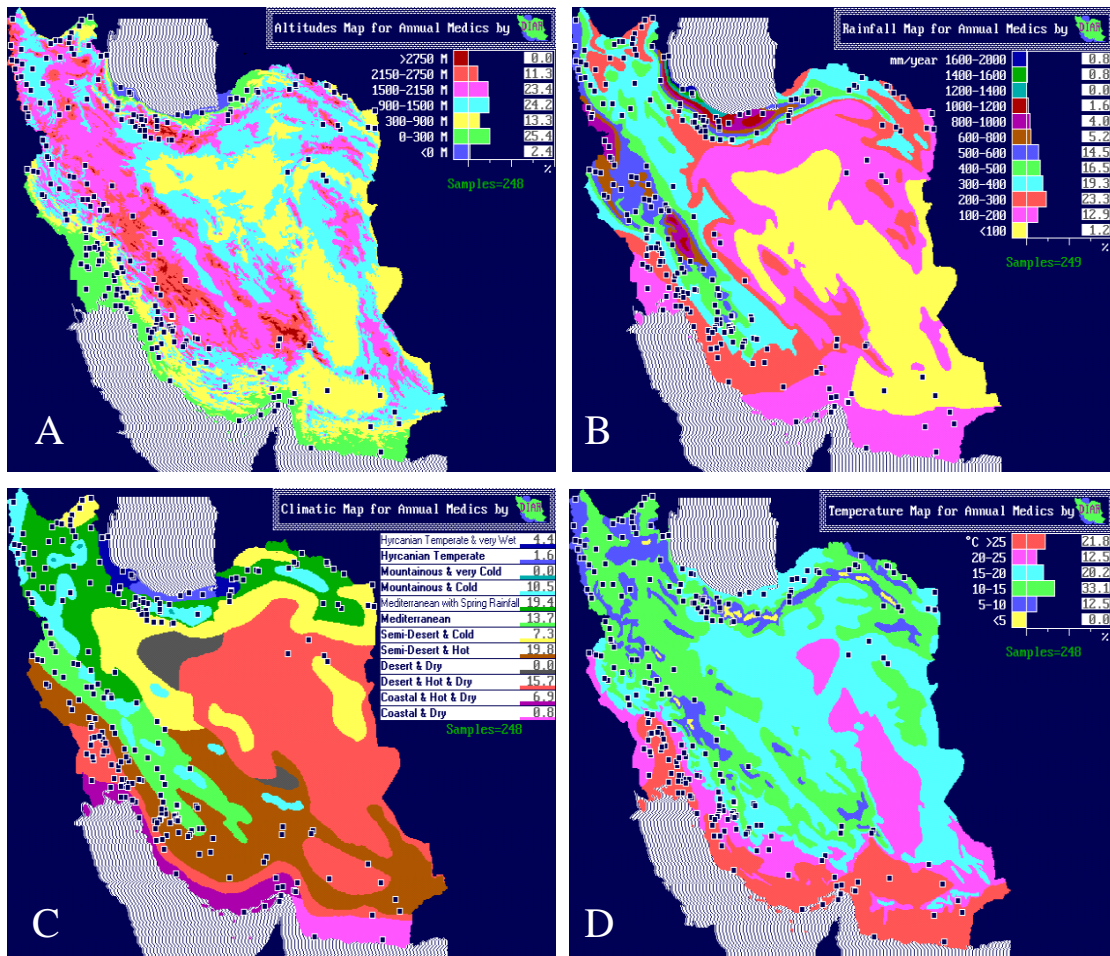 Altitudes Map for Annual Medics by DIAR
>2750 M 0.0
2150-2750 M 11.3
1500-2150 M 23.4
900-1500 M 24.2
300-900 M 13.3
0-300 M 25.4
<0 M 2.4
%
Samples=248
A
Rainfall Map for Annual Medics by DIAR
mm/year 1600-2000 0.8
1400-1600 0.8
1200-1400 0.0
1000-1200 1.6
800-1000 4.0
600-800 5.2
500-600 14.5
400-500 16.5
300-400 19.3
200-300 23.3
100-200 12.9
<100 1.2
%
Samples=249
B
Climatic Map for Annual Medics by DIAR
Hyrcanian Temperate & very Wet 4.4
Hyrcanian Temperate 1.6
Mountainous & very Cold 0.0
Mountainous & Cold 10.5
Mediterranean with Spring Rainfall 19.4
Mediterranean 13.7
Semi-Desert & Cold 7.3
Semi-Desert & Hot 19.8
Desert & Dry 0.0
Desert & Hot & Dry 15.7
Coastal & Hot & Dry 6.9
Coastal & Dry 0.8
Samples=248
C
Temperature Map for Annual Medics by DIAR
°C >25 21.8
20-25 12.5
15-20 20.2
10-15 33.1
5-10 12.5
<5 0.0
%
Samples=248
D